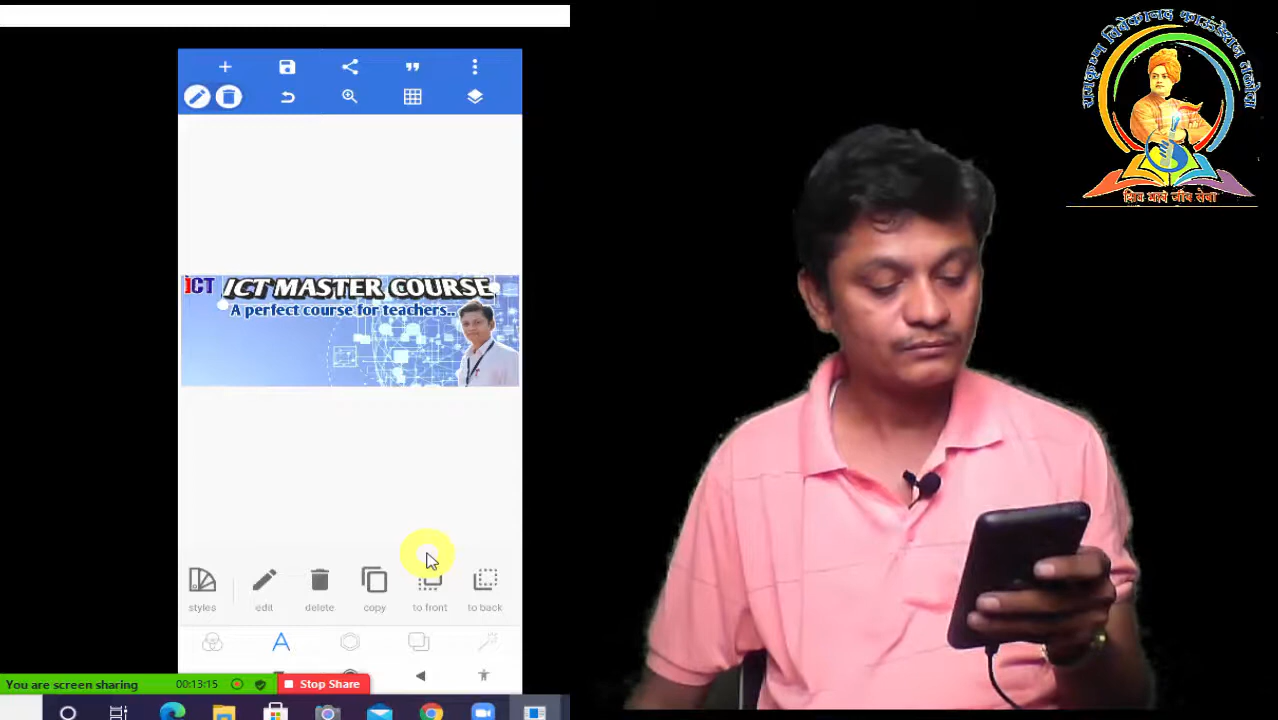 ICT ICT MASTER COURSE
A perfect course for teachers..
styles
edit
delete
copy
to front
to back
You are screen sharing
00:13:15
Stop Share
शिव भावे जीव सेवा